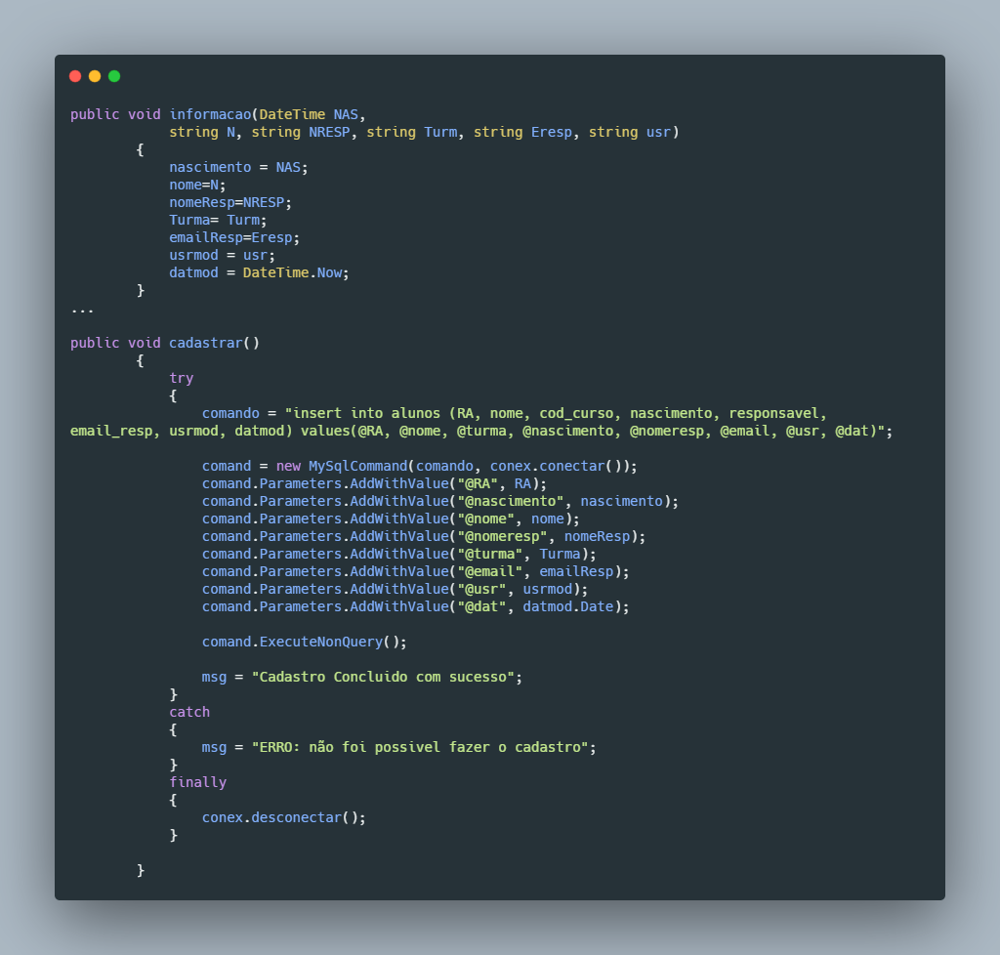 public void informacao(DateTime NAS,
            string N, string NRESP, string Turm, string Eresp, string usr)
        {
            nascimento = NAS;
            nome=N;
            nomeResp=NRESP;
            Turma= Turm;
            emailResp=Eresp;
            usrmod = usr;
            datmod = DateTime.Now;
        }
...

public void cadastrar()
        {
            try
            {
                comando = "insert into alunos (RA, nome, cod_curso, nascimento, responsavel,
email_resp, usrmod, datmod) values(@RA, @nome, @turma, @nascimento, @nomeresp, @email, @usr, @dat)";

                comand = new MySqlCommand(comando, conex.conectar());
                comand.Parameters.AddWithValue("@RA", RA);
                comand.Parameters.AddWithValue("@nascimento", nascimento);
                comand.Parameters.AddWithValue("@nome", nome);
                comand.Parameters.AddWithValue("@nomeresp", nomeResp);
                comand.Parameters.AddWithValue("@turma", Turma);
                comand.Parameters.AddWithValue("@email", emailResp);
                comand.Parameters.AddWithValue("@usr", usrmod);
                comand.Parameters.AddWithValue("@dat", datmod.Date);

                comand.ExecuteNonQuery();

                msg = "Cadastro Concluido com sucesso";
            }
            catch
            {
                msg = "ERRO: não foi possivel fazer o cadastro";
            }
            finally
            {
                conex.desconectar();
            }

        }